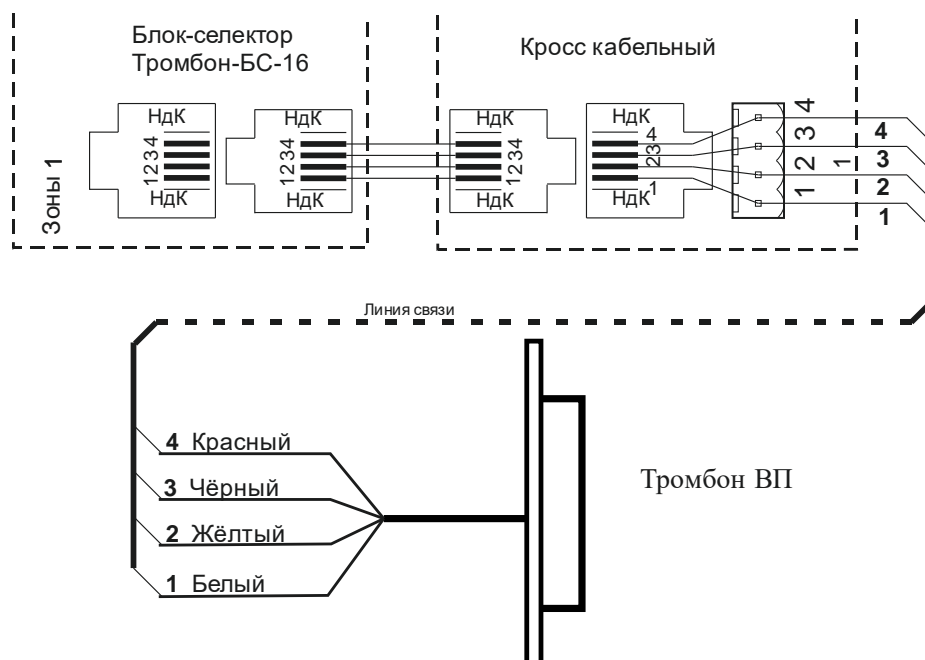 Блок-селектор
Тромбон-БС-16
Кросс кабельный
Зоны 1
НдК
1234
НдК
НдК
1234
НдК
НдК
1234
НдК
НдК
4
23
1
НдК
1 2 3 4
1
4
3
2
1
Линия связи
4 Красный
3 Чёрный
2 Жёлтый
1 Белый
Тромбон ВП